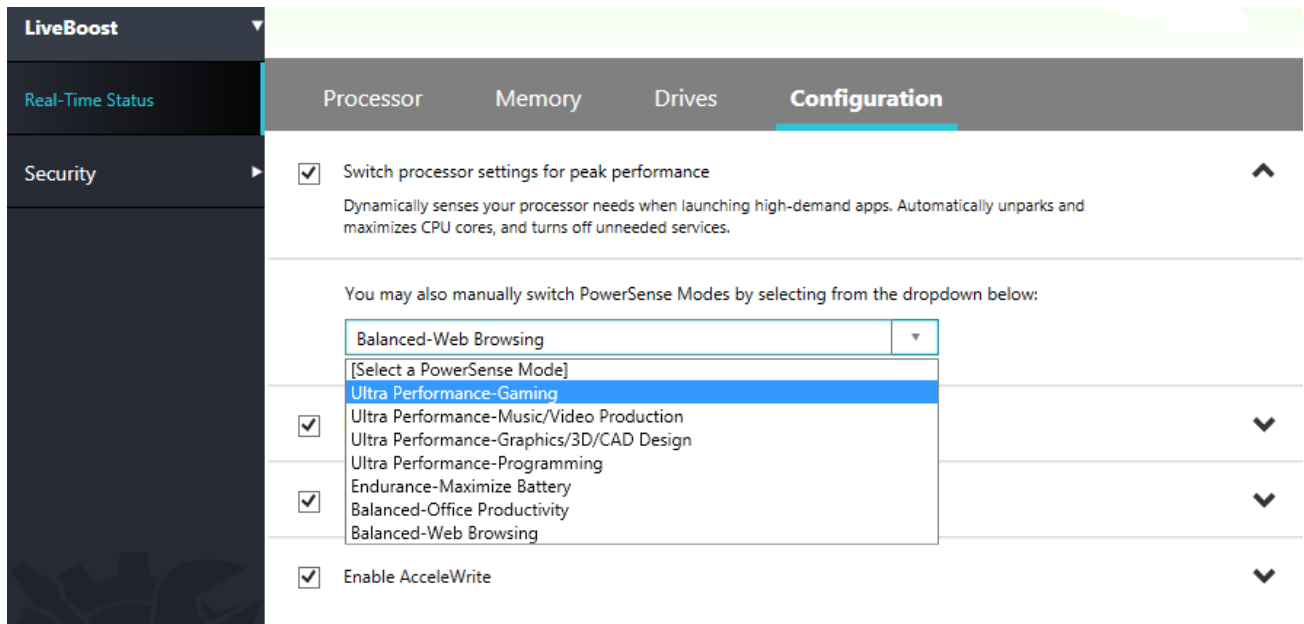 LiveBoost
Real-Time Status
Security
Processor Memory Drives Configuration
Switch processor settings for peak performance
Dynamically senses your processor needs when launching high-demand apps. Automatically unparks and
maximizes CPU cores, and turns off unneeded services.
You may also manually switch PowerSense Modes by selecting from the dropdown below:
Balanced-Web Browsing
[Select a PowerSense Mode]
Ultra Performance-Gaming
Ultra Performance-Music/Video Production
Ultra Performance-Graphics/3D/CAD Design
Ultra Performance-Programming
Endurance-Maximize Battery
Balanced-Office Productivity
Balanced-Web Browsing
Enable AcceleWrite